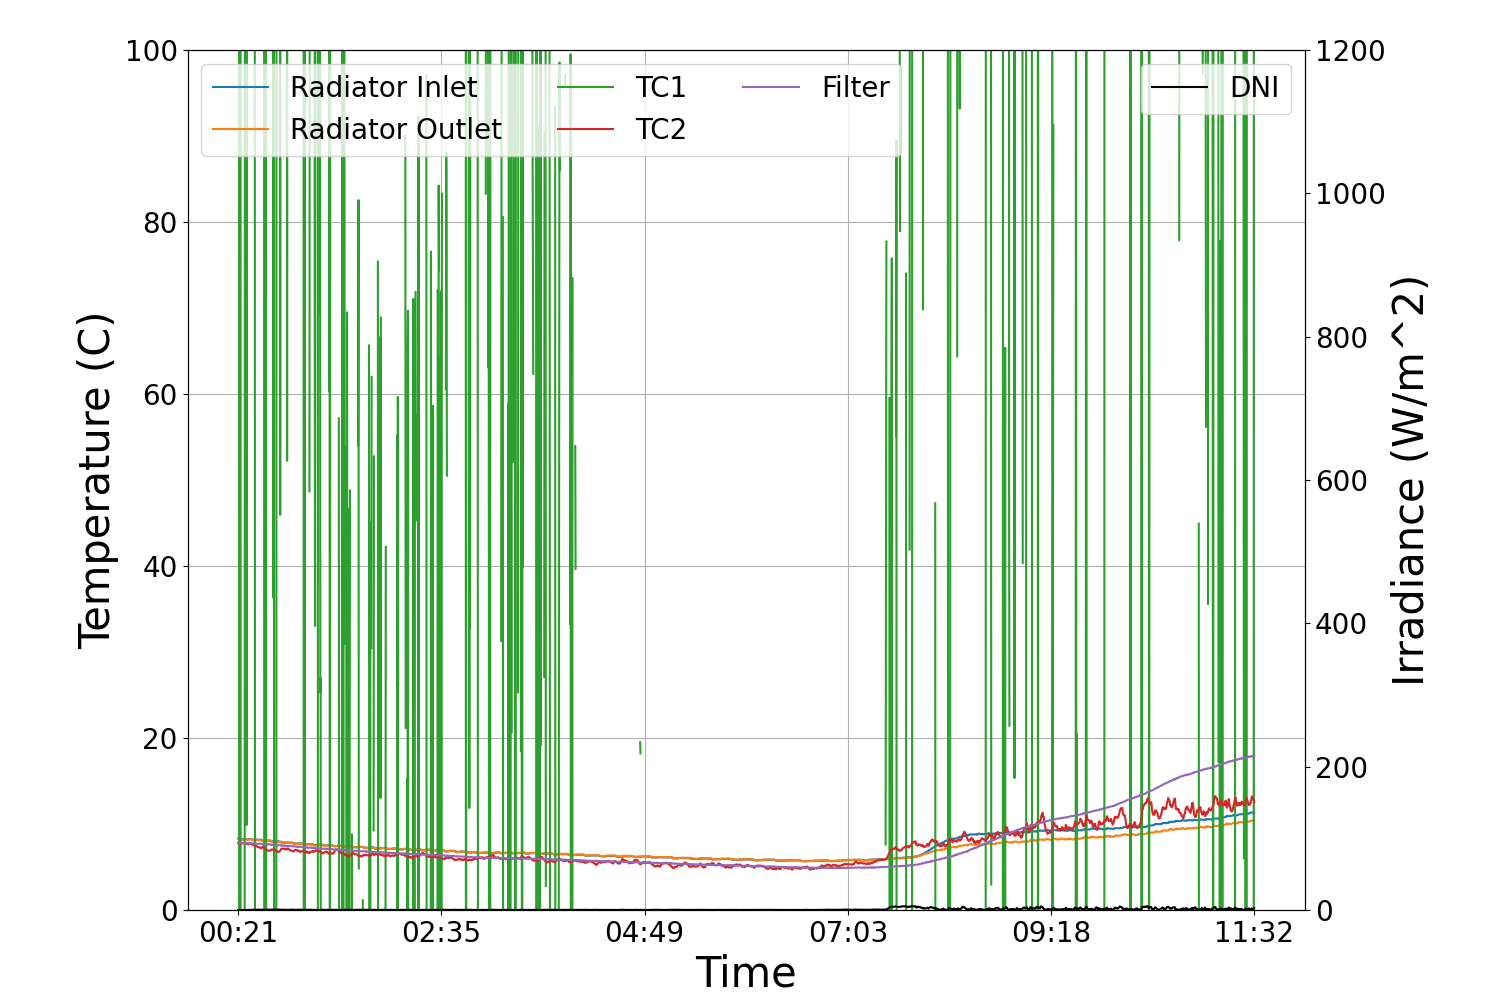 Radiator Inlet
Radiator Outlet
TC1
TC2
Filter
DNI
Temperature (C)
100
80
60
40
20
0
Irradiance (W/m^2)
1200
1000
800
600
400
200
0
00:21 02:35 04:49 07:03 09:18 11:32
Time